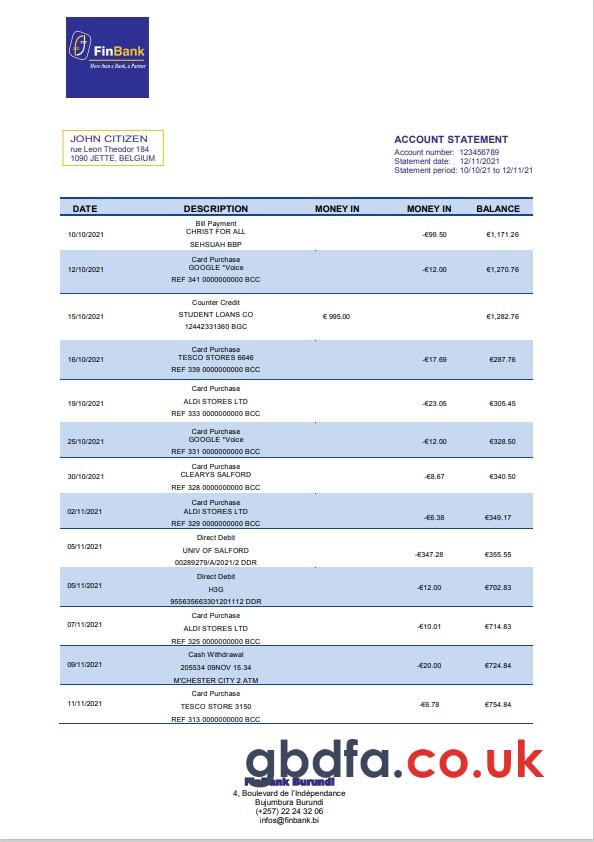 FinBank
More than a Bank, a Partner
JOHN CITIZEN
rue Leon Theodor 184
1090 JETTE, BELGIUM
ACCOUNT STATEMENT
Account number: 123456789
Statement date: 12/11/2021
Statement period: 10/10/21 to 12/11/21
DATE DESCRIPTION MONEY IN MONEY IN BALANCE
Bill Payment
CHRIST FOR ALL
10/10/2021 -€99.50 €1,171.26
SEHSUAH BBP
Card Purchase
GOOGLE "Voice
12/10/2021 -€12.00 €1,270.76
REF 341 0000000000 BCC
Counter Credit
STUDENT LOANS CO
15/10/2021 € 995.00 €1,282.76
12442331360 BGC
Card Purchase
TESCO STORES 6646
16/10/2021 -€17.69 €287.76
REF 339 0000000000 BCC
Card Purchase
ALDI STORES LTD
19/10/2021 -€23.05 €305.45
REF 333 0000000000 BCC
Card Purchase
GOOGLE "Voice
25/10/2021 -€12.00 €328.50
REF 331 0000000000 BCC
Card Purchase
CLEARYS SALFORD
30/10/2021 -€8.67 €340.50
REF 328 0000000000 BCC
Card Purchase
02/11/2021 ALDI STORES LTD
-€6.38 €349.17
REF 329 0000000000 BCC
Direct Debit
05/11/2021
UNIV OF SALFORD
-€347.28 €355.55
00289279/A/2021/2 DDR
Direct Debit
05/11/2021 H3G -€12.00 €702.83
955635663301201112 DDR
Card Purchase
07/11/2021 ALDI STORES LTD -€10.01 €714.83
REF 325 0000000000 BCC
Cash Withdrawal
09/11/2021 205534 09NOV 15.34 -€20.00 €724.84
M'CHESTER CITY 2 ATM
Card Purchase
11/11/2021 TESCO STORE 3150 -€6.78 €754.84
REF 313 0000000000 BCC
gbdfa.co.uk
FinBank Burundi
4, Boulevard de l'Indépendance
Bujumbura Burundi
(+257) 22 24 32 06
infos@finbank.bi